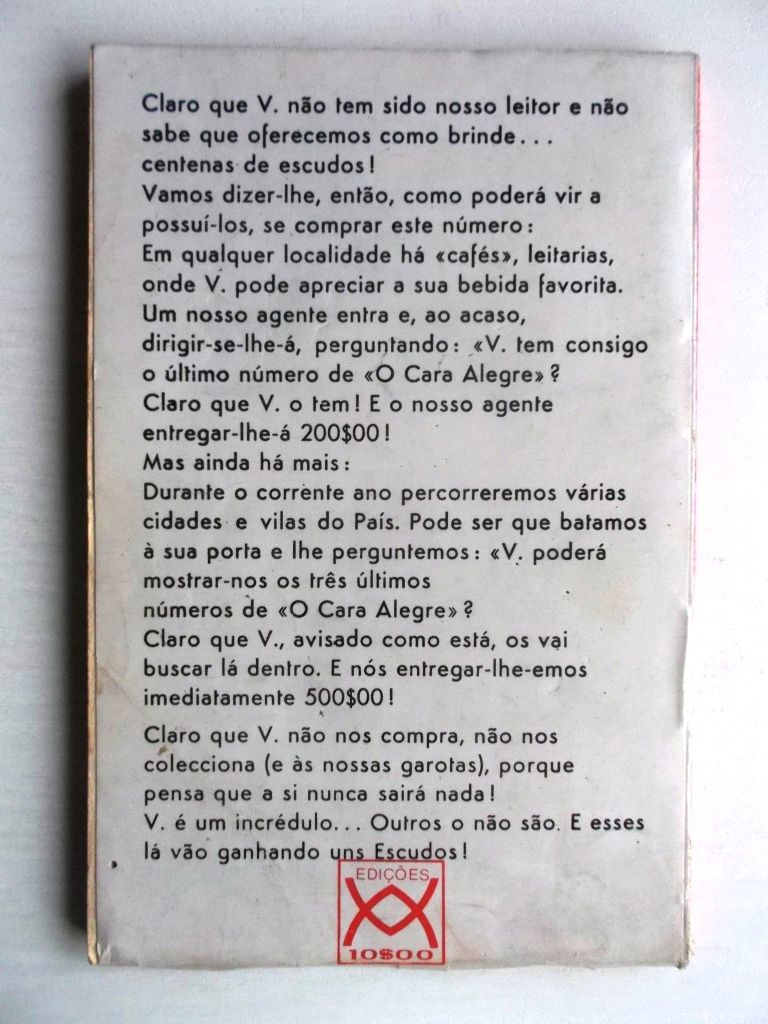 Claro que V. não tem sido nosso leitor e não
sabe que oferecemos como brinde...
centenas de escudos!
Vamos dizer-lhe, então, como poderá vir a
possuí-los, se comprar este número:
Em qualquer localidade há «cafés», leitarias,
onde V. pode apreciar a sua bebida favorita.
Um nosso agente entra e, ao acaso,
dirigir-se-lhe-á, perguntando: «V. tem consigo
o último número de «O Cara Alegre»?
Claro que V. o tem! E o nosso agente
entregar-lhe-á 200$00!
Mas ainda há mais:
Durante o corrente ano percorreremos várias
cidades e vilas do País. Pode ser que batamos
à sua porta e lhe perguntemos: «V. poderá
mostrar-nos os três últimos
números de «O Cara Alegre»?
Claro que V., avisado como está, os vai
buscar lá dentro. E nós entregar-lhe-emos
imediatamente 500$00!
Claro que V. não nos compra, não nos
colecciona (e às nossas garotas), porque
pensa que a si nunca sairá nada!
V. é um incrédulo... Outros o não são. E esses
lá vão ganhando uns Escudos!
EDIÇÕES
10$00